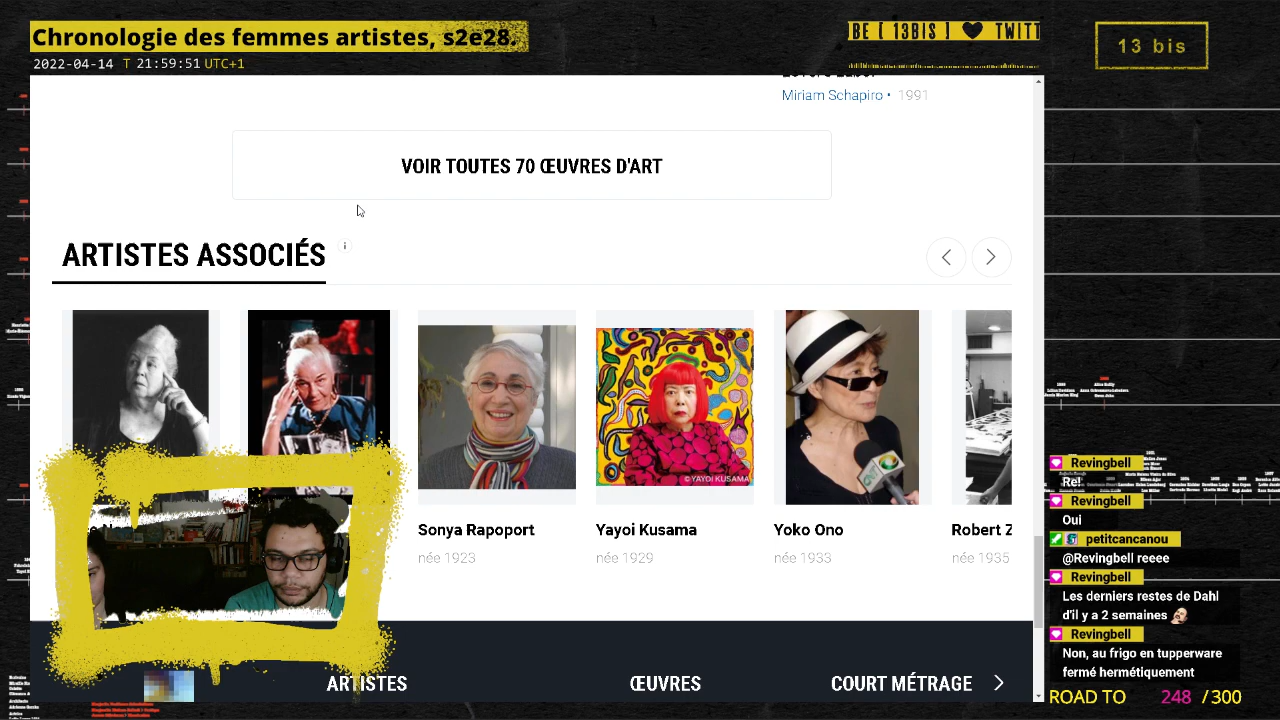 Chronologie des femmes artistes, s2e28.
BE [ 13BIS ] ♥ TWIT
13 bis
2022-04-14 T 21:59:51 UTC+1
Miriam Schapiro • 1991
VOIR TOUTES 70 ŒUVRES D'ART
ARTISTES ASSOCIÉS
i
©YAYOI KUSAMA
Sonya Rapoport
née 1923
Yayoi Kusama
née 1929
Yoko Ono
née 1933
Robert Z
née 1935
ARTISTES
ŒUVRES
COURT MÉTRAGE
Revingbell
Re!
Revingbell
Oui
petitcancanou
@Revingbell reeee
Revingbell
Les derniers restes de Dahl
d'il y a 2 semaines
Revingbell
Non, au frigo en tupperware
fermé hermétiquement
ROAD TO 248 / 300